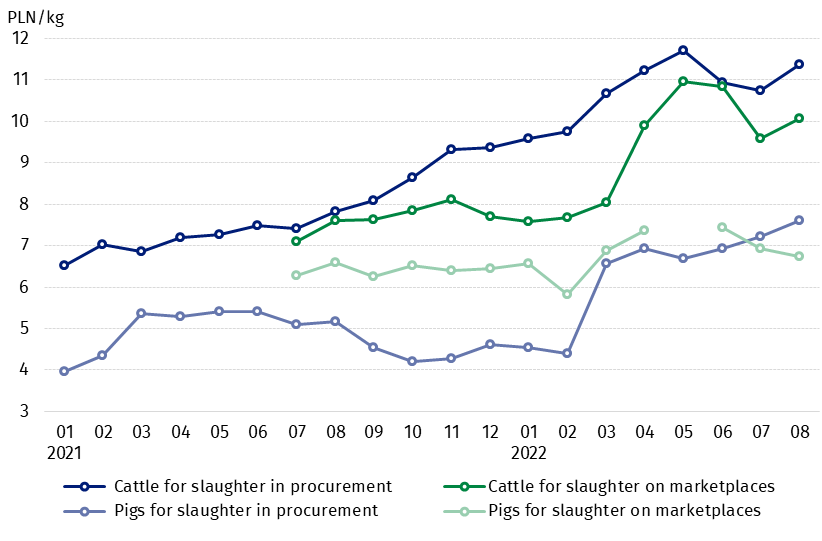 PLN/kg
12
11
10
9
8
7
6
5
4
3
01 02 03 04 05 06 07 08 09 10 11 12 01 02 03 04 05 06 07 08
2021 2022
Cattle for slaughter in procurement Cattle for slaughter on marketplaces
Pigs for slaughter in procurement Pigs for slaughter on marketplaces